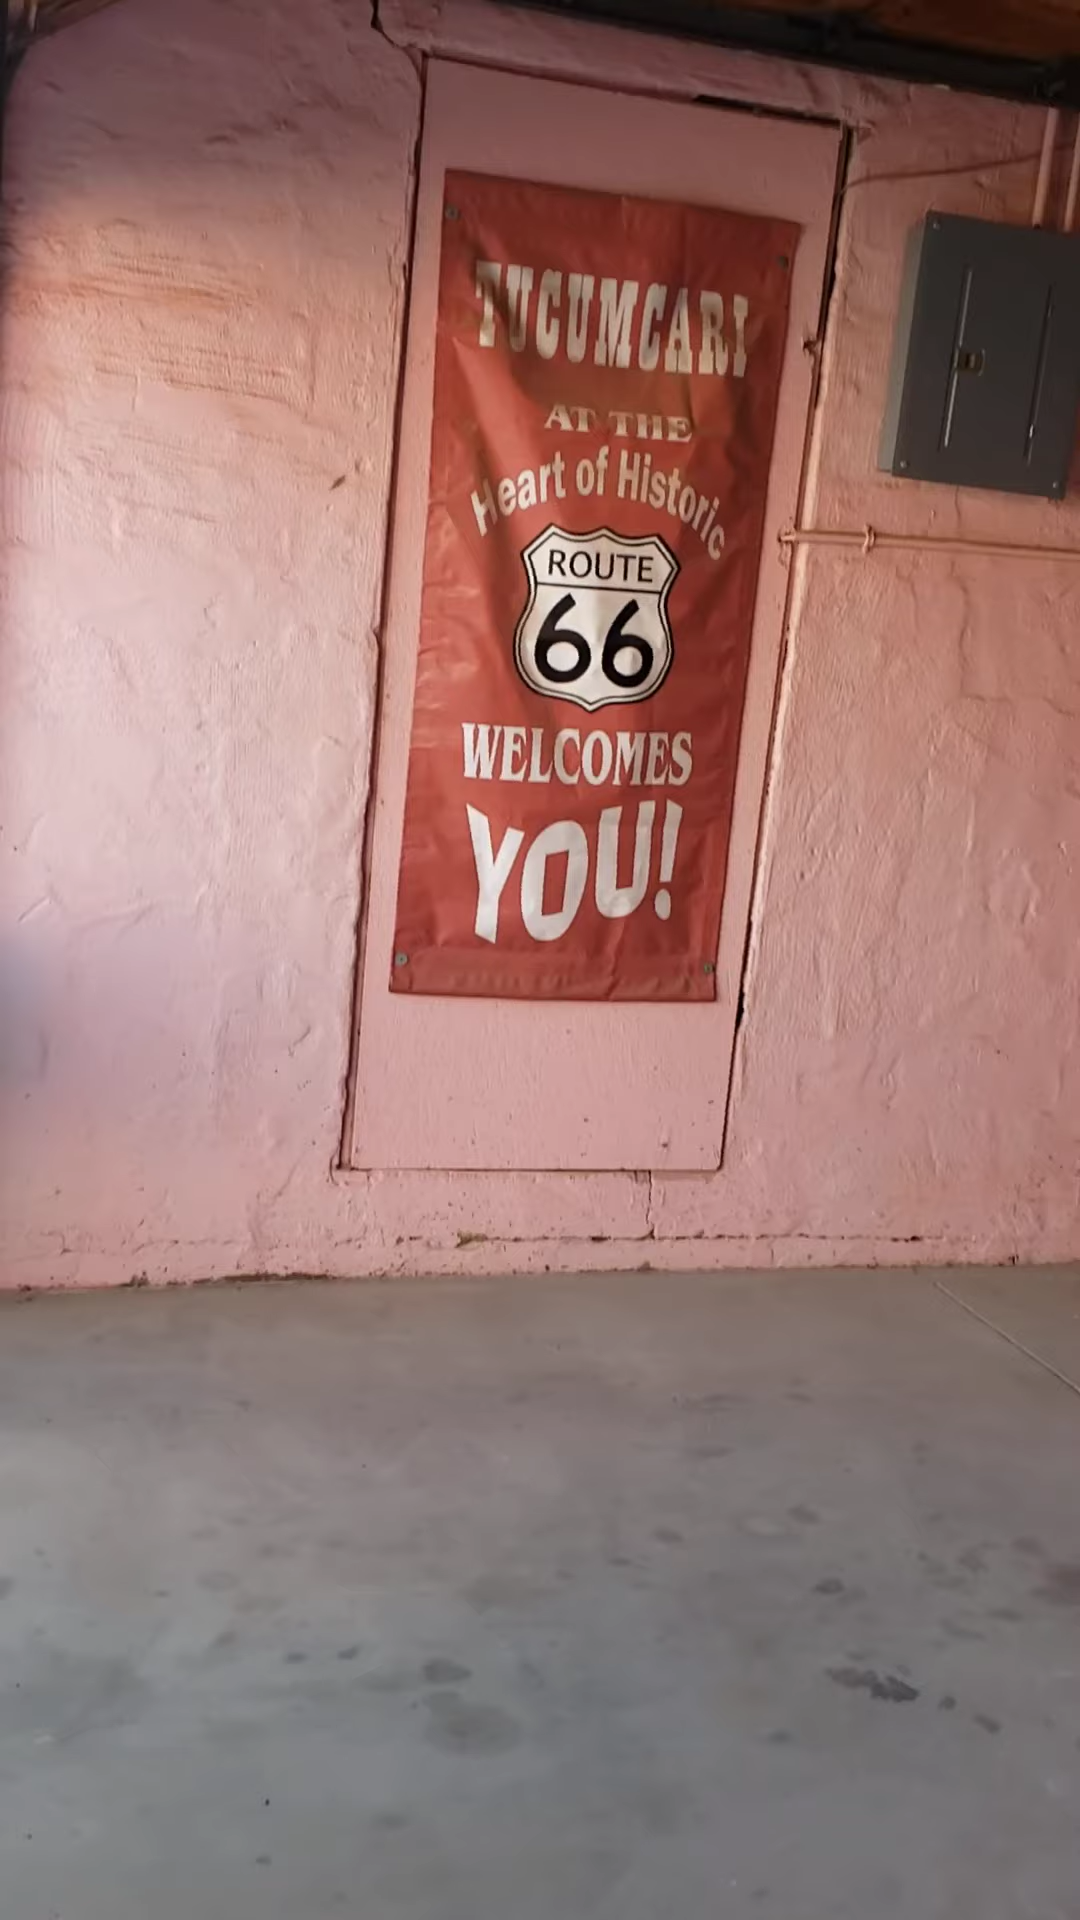 TUCUMCARI
AT THE
Heart of Historic
ROUTE
66
WELCOMES
YOU!